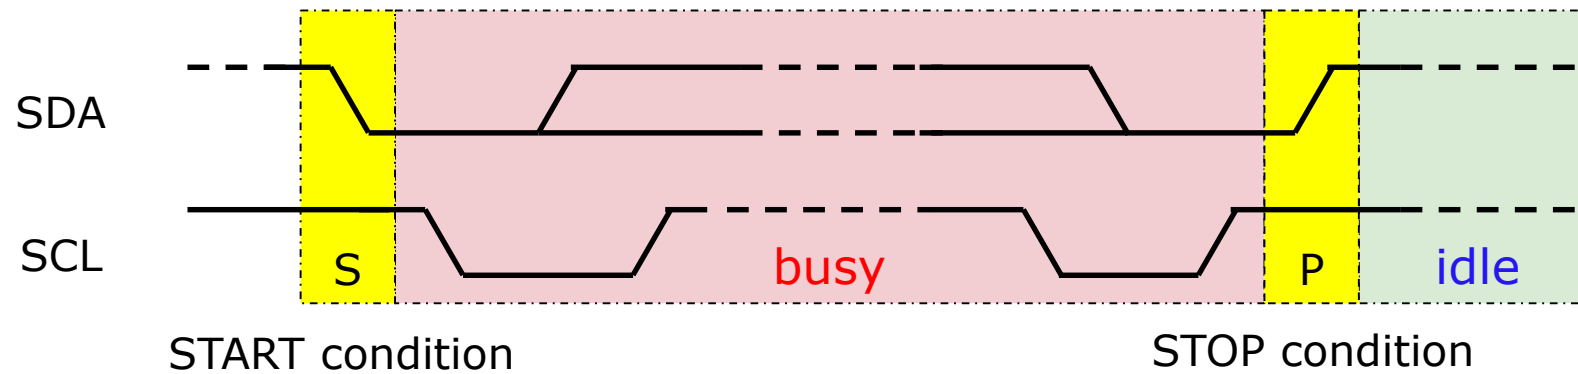 SDA
SCL
S
busy
P
idle
START condition
STOP condition